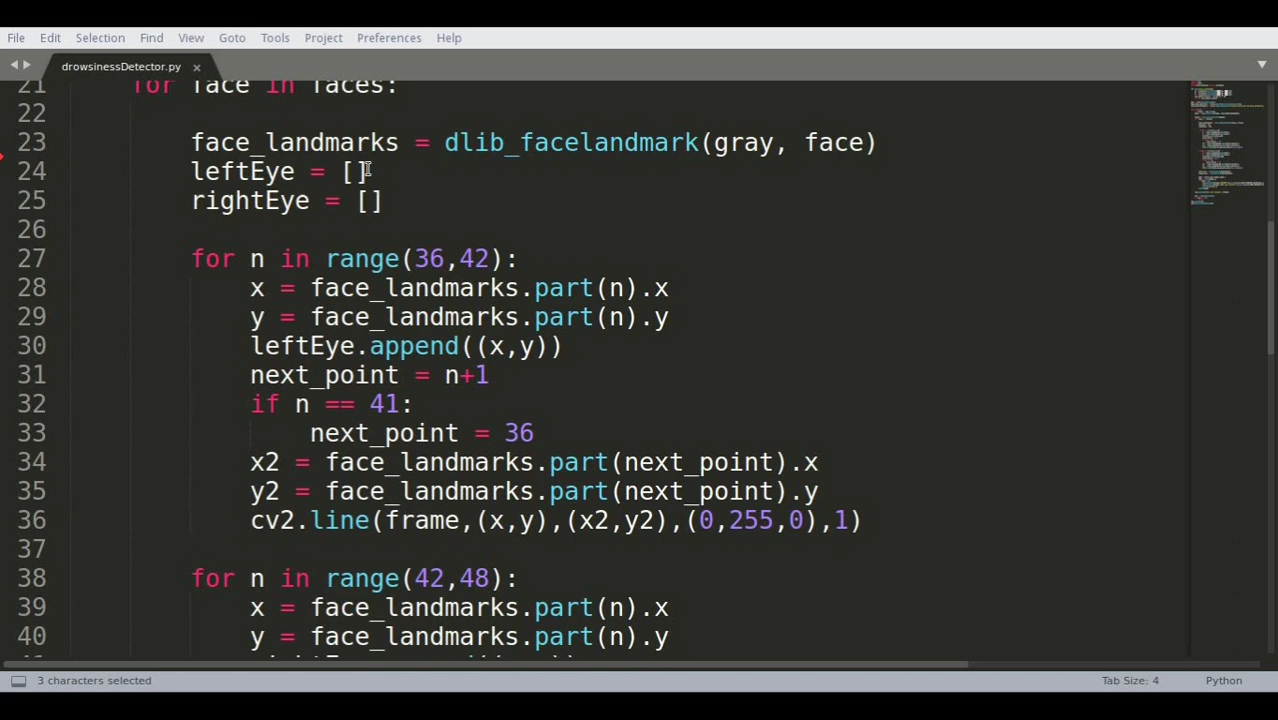 File Edit Selection Find View Goto Tools Project Preferences Help
drowsinessDetector.py ×
21 for face in faces:
22
23 face_landmarks = dlib_facelandmark(gray, face)
24 leftEye = []
25 rightEye = []
26
27 for n in range(36,42):
28 x = face_landmarks.part(n).x
29 y = face_landmarks.part(n).y
30 leftEye.append((x,y))
31 next_point = n+1
32 if n == 41:
33 next_point = 36
34 x2 = face_landmarks.part(next_point).x
35 y2 = face_landmarks.part(next_point).y
36 cv2.line(frame,(x,y),(x2,y2),(0,255,0),1)
37
38 for n in range(42,48):
39 x = face_landmarks.part(n).x
40 y = face_landmarks.part(n).y
3 characters selected Tab Size: 4 Python